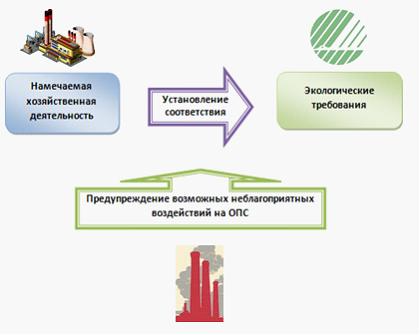 Намечаемая
хозяйственная
деятельность
Установление
соответствия
Экологические
требования
Предупреждение возможных неблагоприятных
воздействий на ОПС